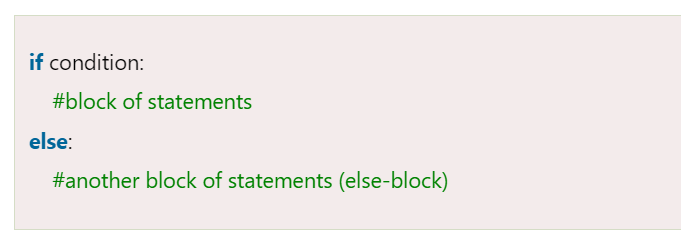 if condition:
#block of statements
else:
#another block of statements (else-block)